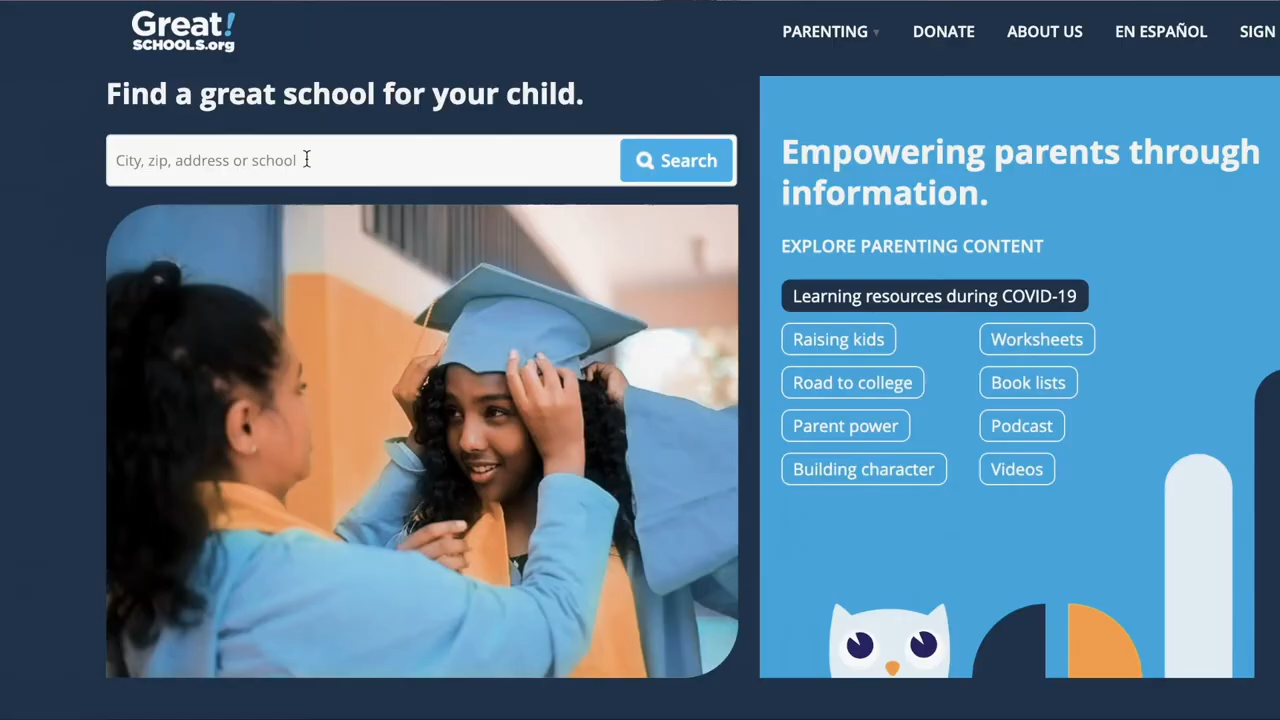 Great!
SCHOOLS.org
PARENTING
DONATE
ABOUT US
EN ESPAÑOL
SIGN
Find a great school for your child.
City, zip, address or school
Search
Empowering parents through
information.
EXPLORE PARENTING CONTENT
Learning resources during COVID-19
Raising kids
Worksheets
Road to college
Book lists
Parent power
Podcast
Building character
Videos